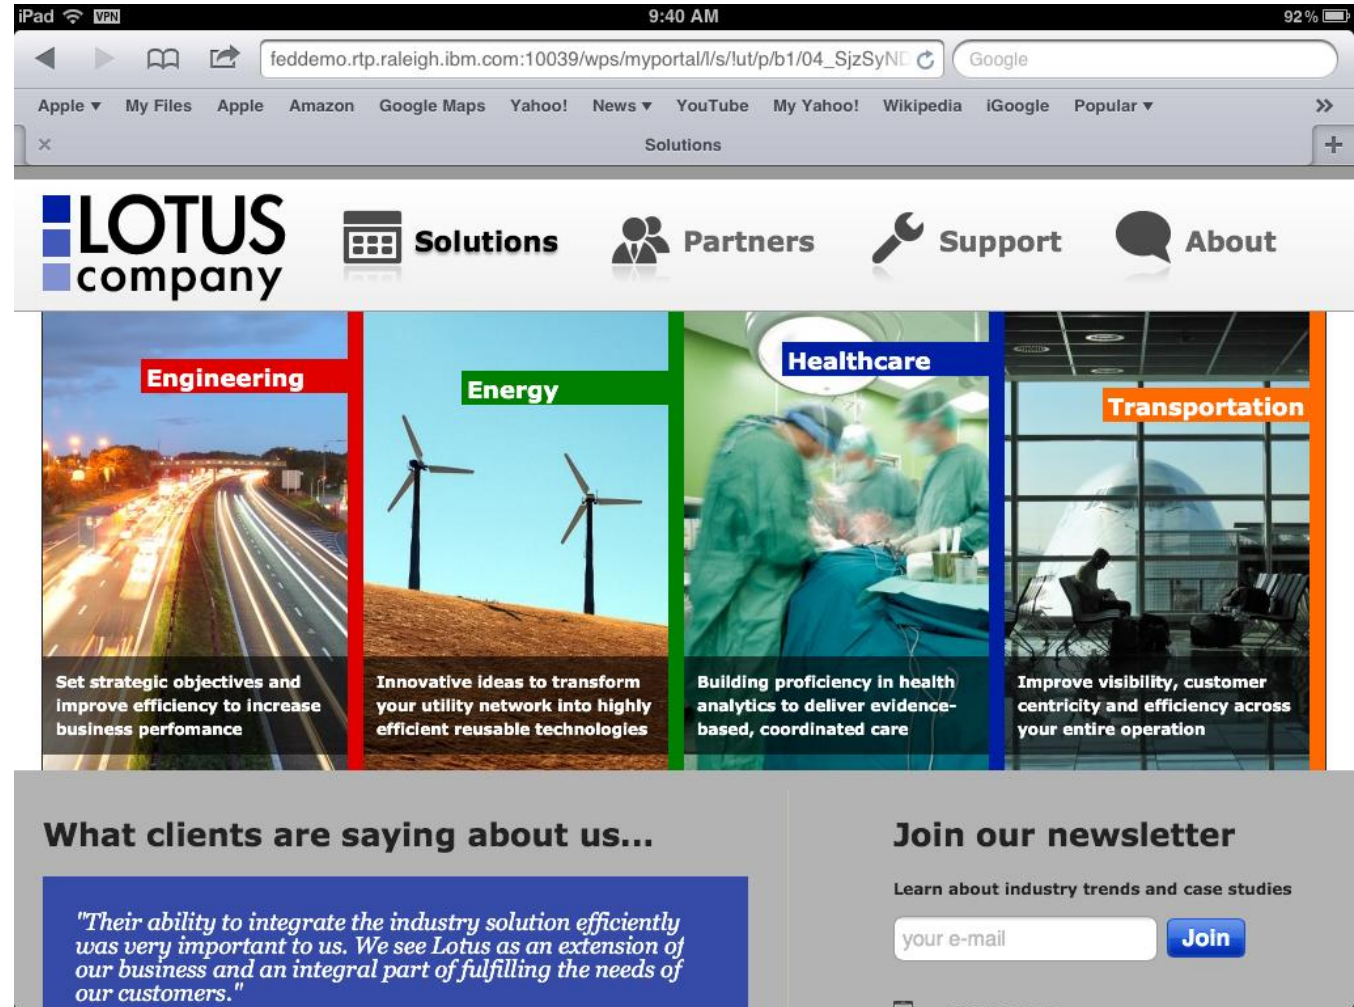 iPad VPN 9:40 AM 92%
feddemo.rtp.raleigh.ibm.com:10039/wps/myportal/l/s/!ut/p/b1/04_SjzSyND Google
Apple ▾ My Files Apple Amazon Google Maps Yahoo! News ▾ YouTube My Yahoo! Wikipedia iGoogle Popular ▾ >>
× Solutions +
LOTUS
company
Solutions Partners Support About
Engineering
Set strategic objectives and
improve efficiency to increase
business perfomance
Energy
Innovative ideas to transform
your utility network into highly
efficient reusable technologies
Healthcare
Building proficiency in health
analytics to deliver evidence-
based, coordinated care
Transportation
Improve visibility, customer
centricity and efficiency across
your entire operation
What clients are saying about us...
"Their ability to integrate the industry solution efficiently
was very important to us. We see Lotus as an extension of
our business and an integral part of fulfilling the needs of
our customers."
Join our newsletter
Learn about industry trends and case studies
your e-mail Join